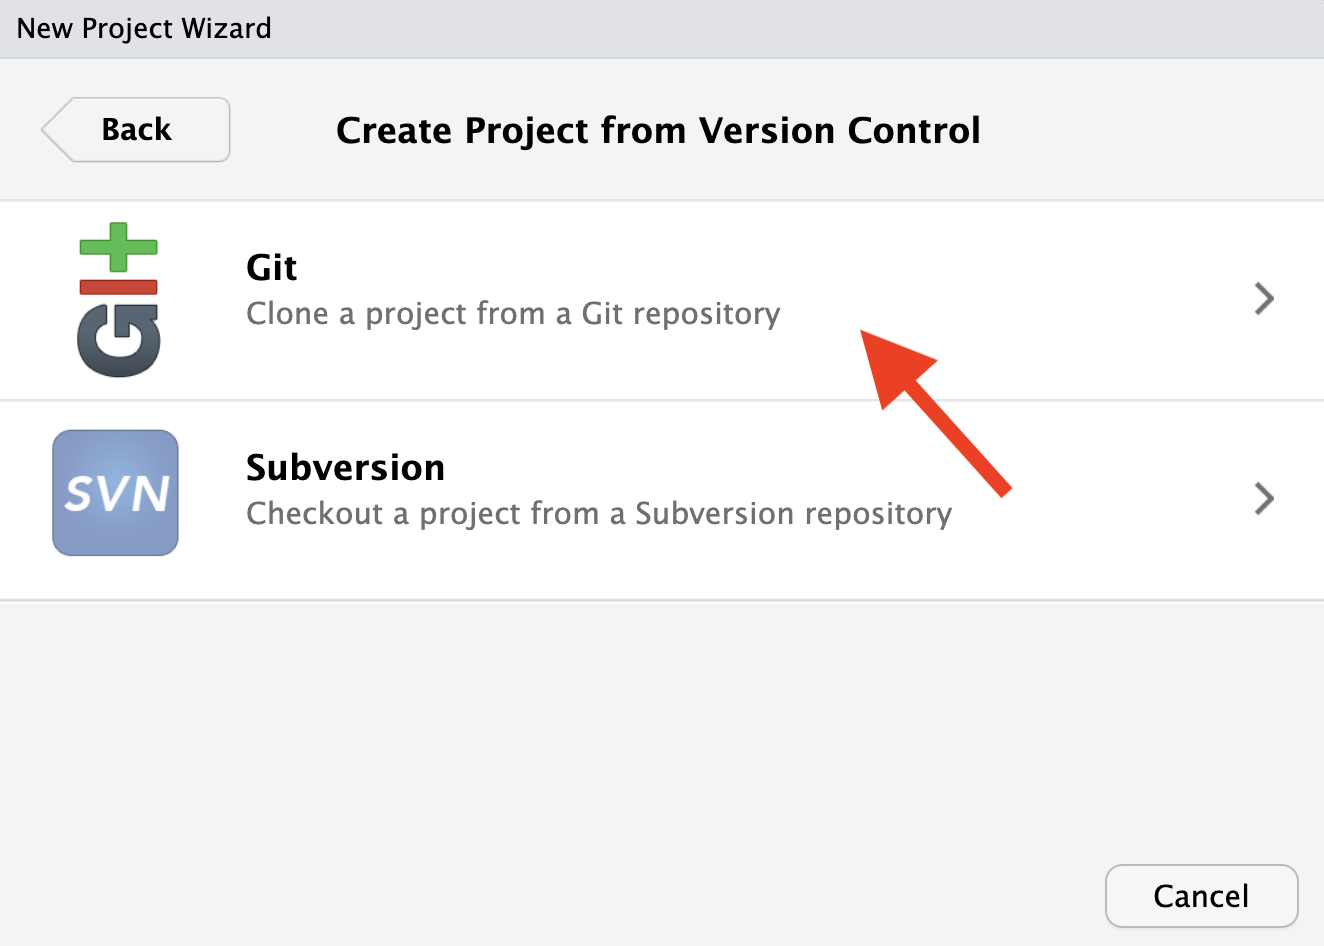 New Project Wizard
Back
Create Project from Version Control
GIt
Git
Clone a project from a Git repository
SVN
Subversion
Checkout a project from a Subversion repository
Cancel